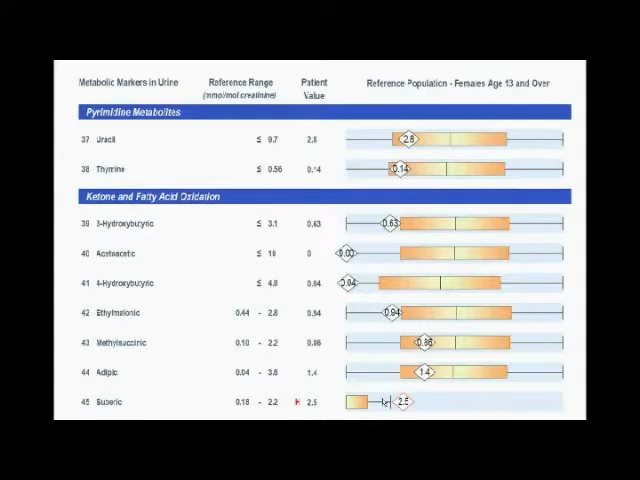 Metabolic Markers in Urine Reference Range Patient Reference Population - Females Age 13 and Over
(mmol/mol creatinine) Value
Pyrimidine Metabolites
37 Uracil ≤ 9.7 2.8 2.8
38 Thymine ≤ 0.56 0.14 0.14
Ketone and Fatty Acid Oxidation
39 3-Hydroxybutyric ≤ 3.1 0.63 0.63
40 Acetoacetic ≤ 10 0 0.00
41 4-Hydroxybutyric ≤ 4.8 0.04 0.04
42 Ethylmalonic 0.44 - 2.8 0.94 0.94
43 Methylsuccinic 0.10 - 2.2 0.86 0.86
44 Adipic 0.04 - 3.8 1.4 1.4
45 Suberic 0.18 - 2.2 H 2.5 2.5